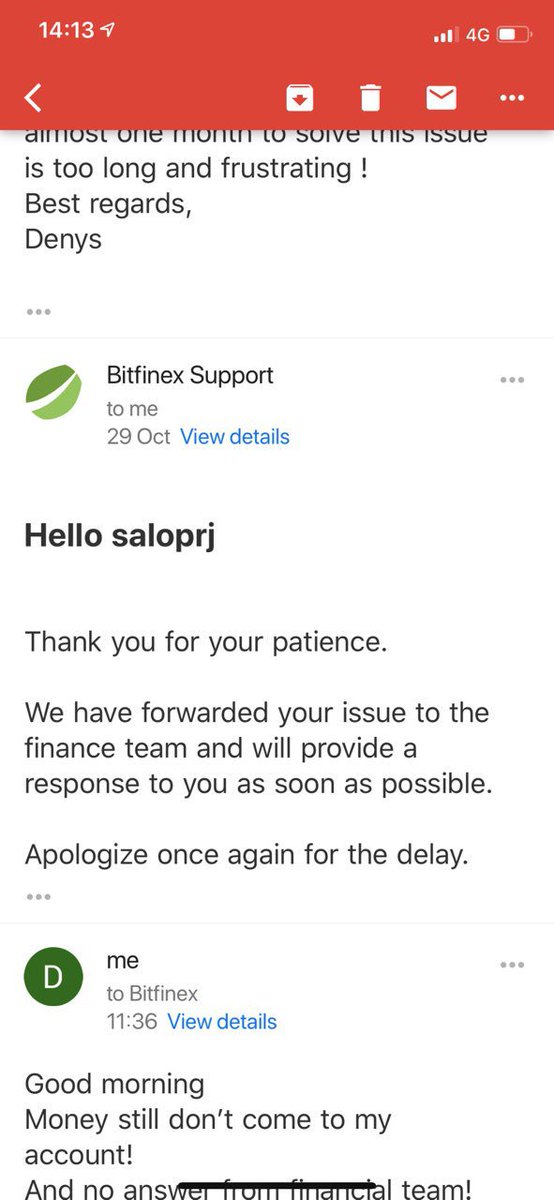 14:13
4G
almost one month to solve this issue
is too long and frustrating !
Best regards,
Denys
Bitfinex Support
to me
29 Oct View details
Hello saloprj
Thank you for your patience.
We have forwarded your issue to the
finance team and will provide a
response to you as soon as possible.
Apologize once again for the delay.
D
me
to Bitfinex
11:36 View details
Good morning
Money still don’t come to my
account!
And no answer from financial team!